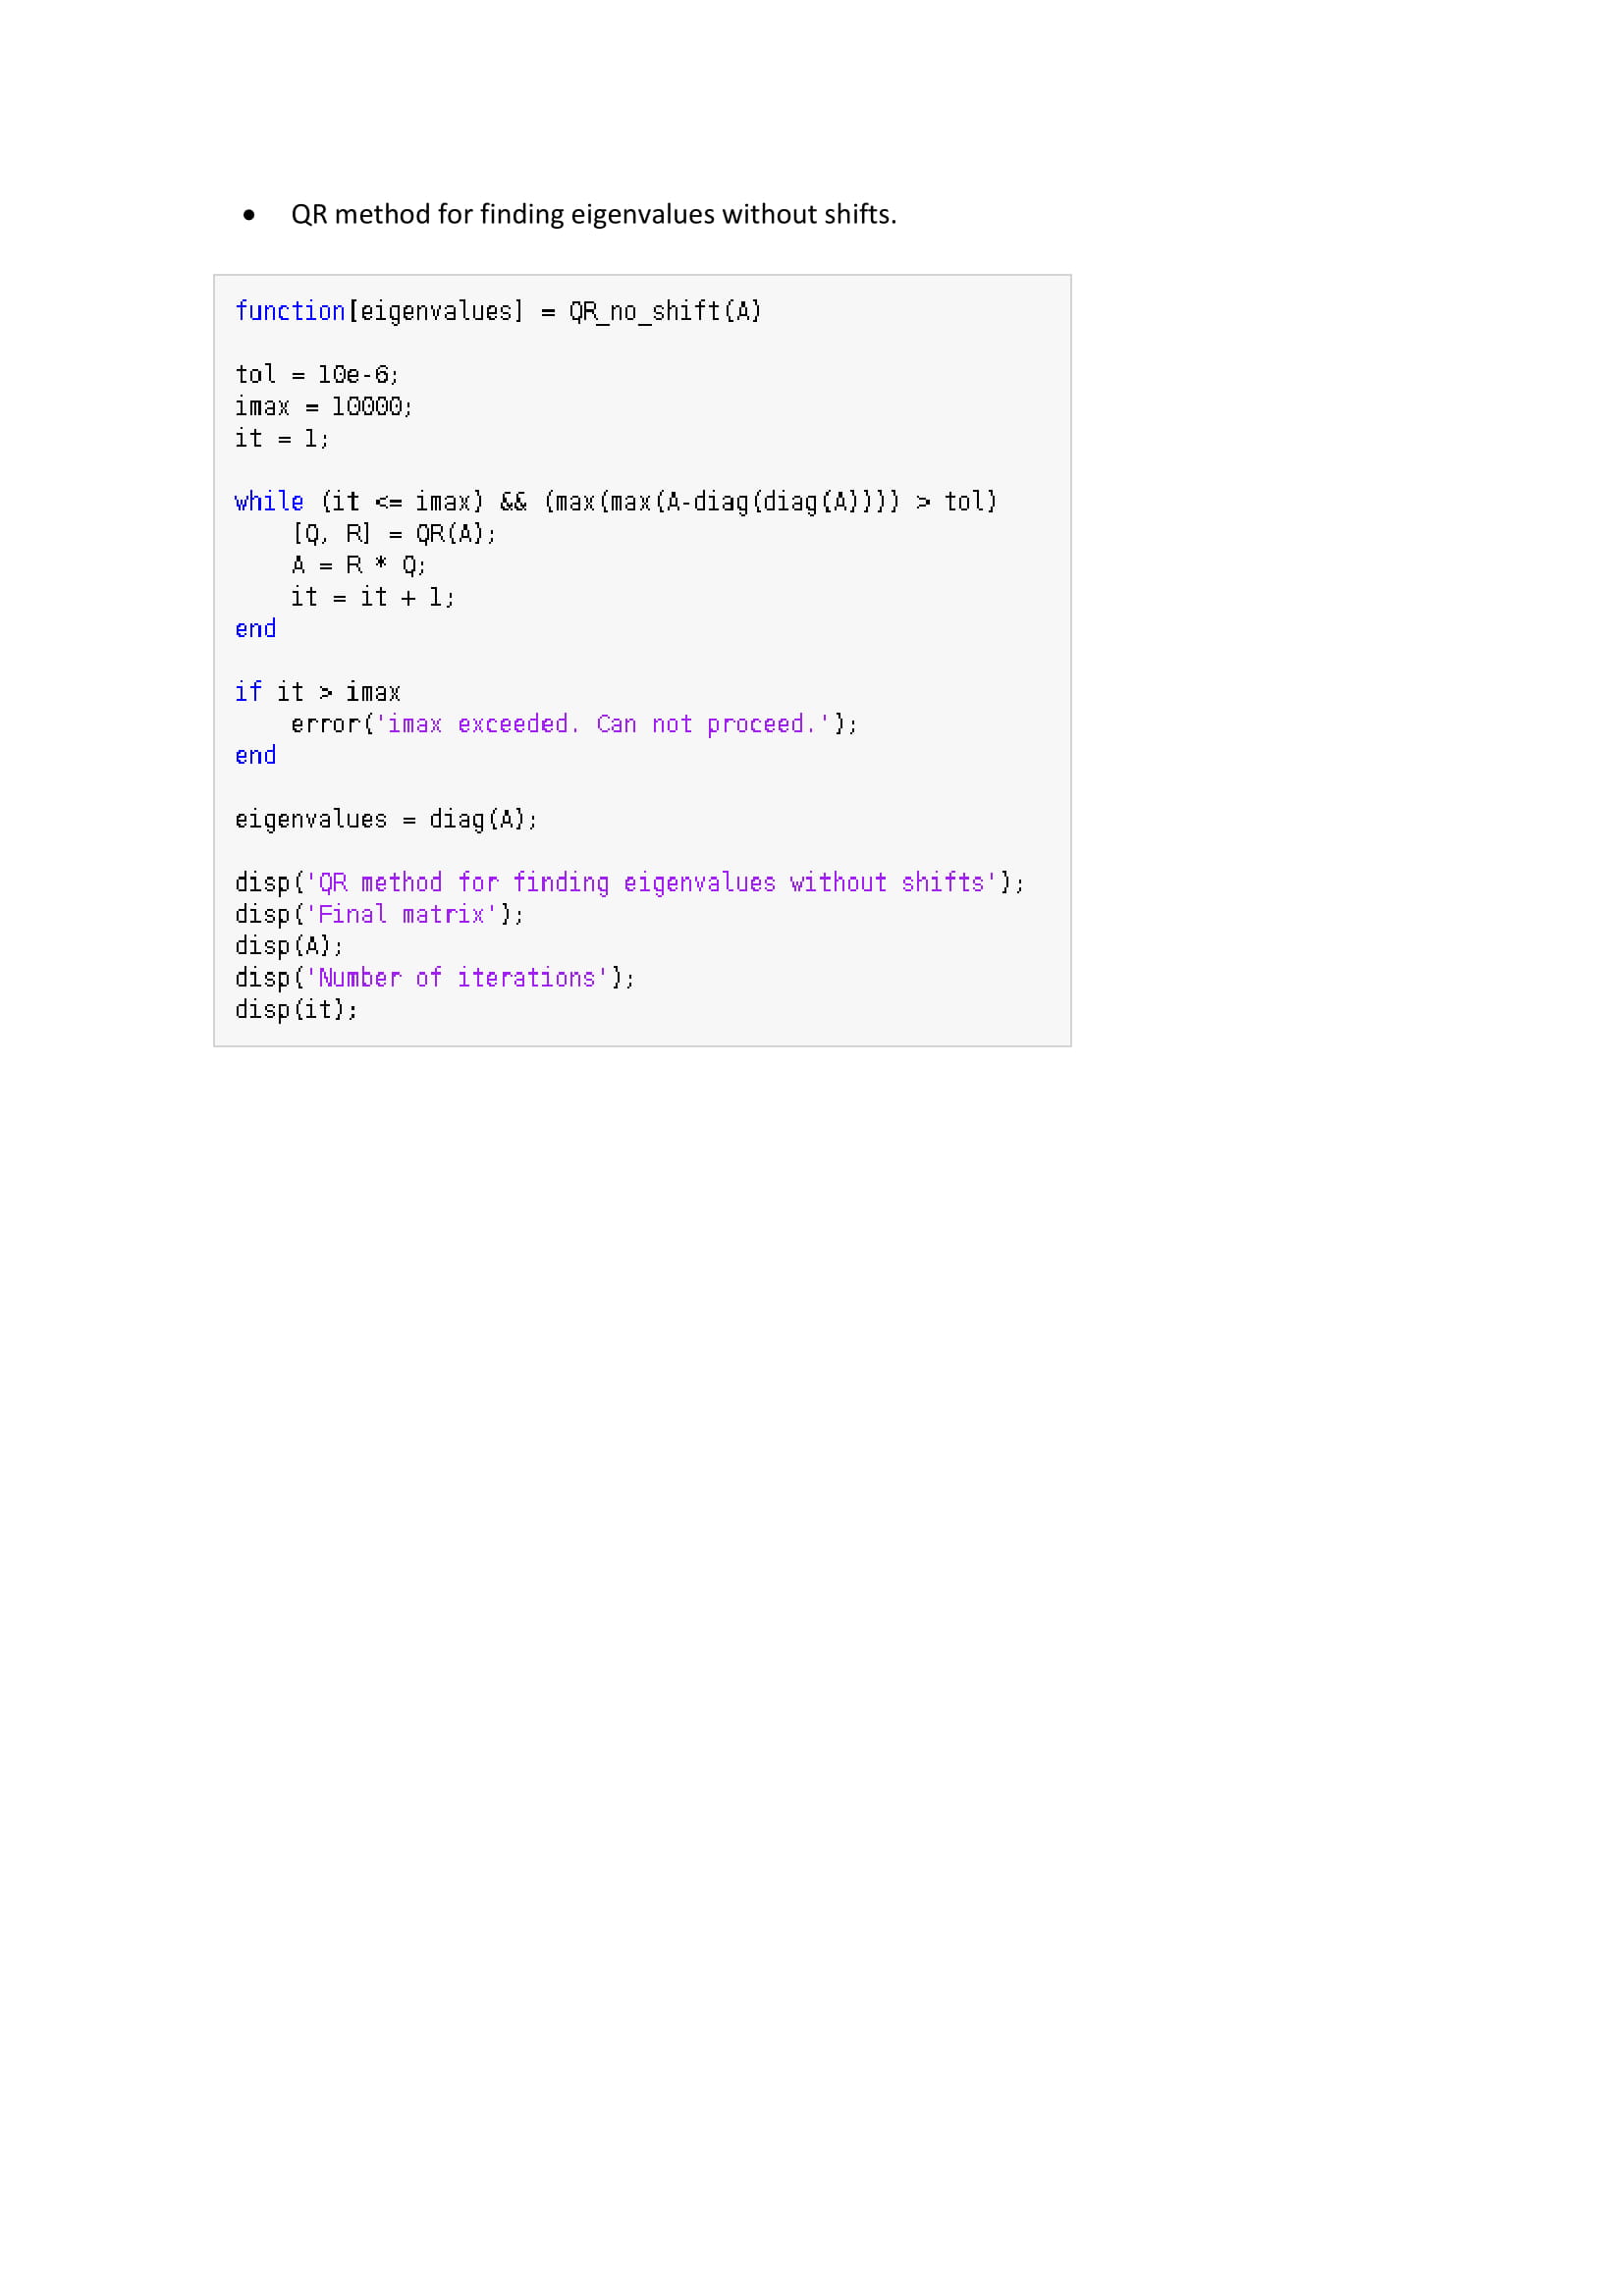 • QR method for finding eigenvalues without shifts.
function[eigenvalues] = QR_no_shift(A)
tol = 10e-6;
imax = 10000;
it = 1;
while (it <= imax) && (max(max(A-diag(diag(A)))) > tol)
    [Q, R] = QR(A);
    A = R * Q;
    it = it + 1;
end
if it > imax
    error('imax exceeded. Can not proceed.');
end
eigenvalues = diag(A);
disp('QR method for finding eigenvalues without shifts');
disp('Final matrix');
disp(A);
disp('Number of iterations');
disp(it);